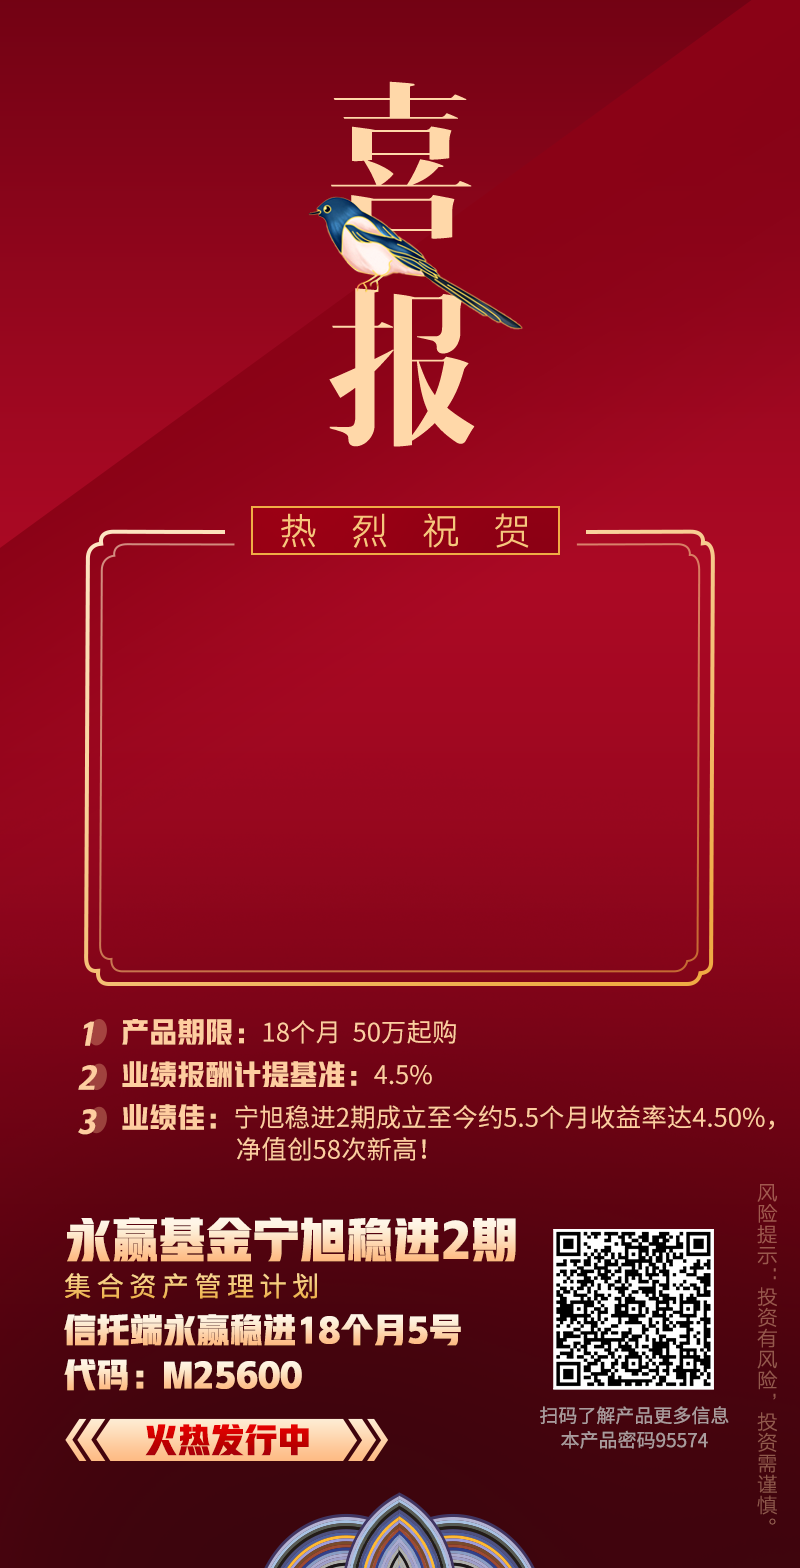 喜
报
热烈祝贺
1 产品期限：18个月 50万起购
2 业绩报酬计提基准：4.5%
3 业绩佳：宁旭稳进2期成立至今约5.5个月收益率达4.50%，
净值创58次新高！
永赢基金宁旭稳进2期
集合资产管理计划
信托端永赢稳进18个月5号
代码：M25600
火热发行中
扫码了解产品更多信息
本产品密码95574
风险提示：投资有风险，投资需谨慎。